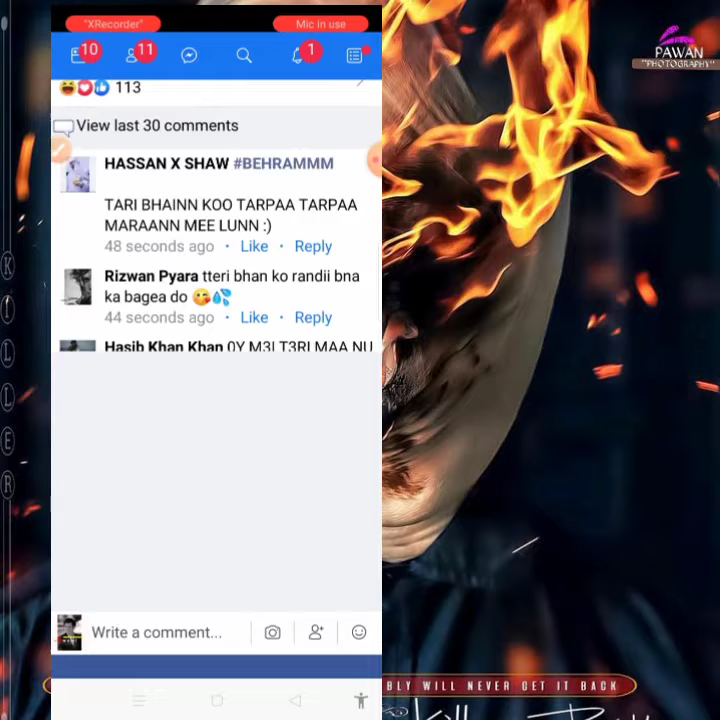 "XRecorder"
Mic in use
10
11
1
113
View last 30 comments
HASSAN X SHAW #BEHRAMMM
TARI BHAINN KOO TARPAA TARPAA
MARAANN MEE LUNN :)
48 seconds ago · Like · Reply
Rizwan Pyara tteri bhan ko randii bna
ka bagea do 😋💦
44 seconds ago · Like · Reply
Hasib Khan Khan 0Y M3I T3RI MAA NU
Write a comment...
PAWAN
"PHOTOGRAPHY"
K
I
L
L
E
R
BLY WILL NEVER GET IT BACK